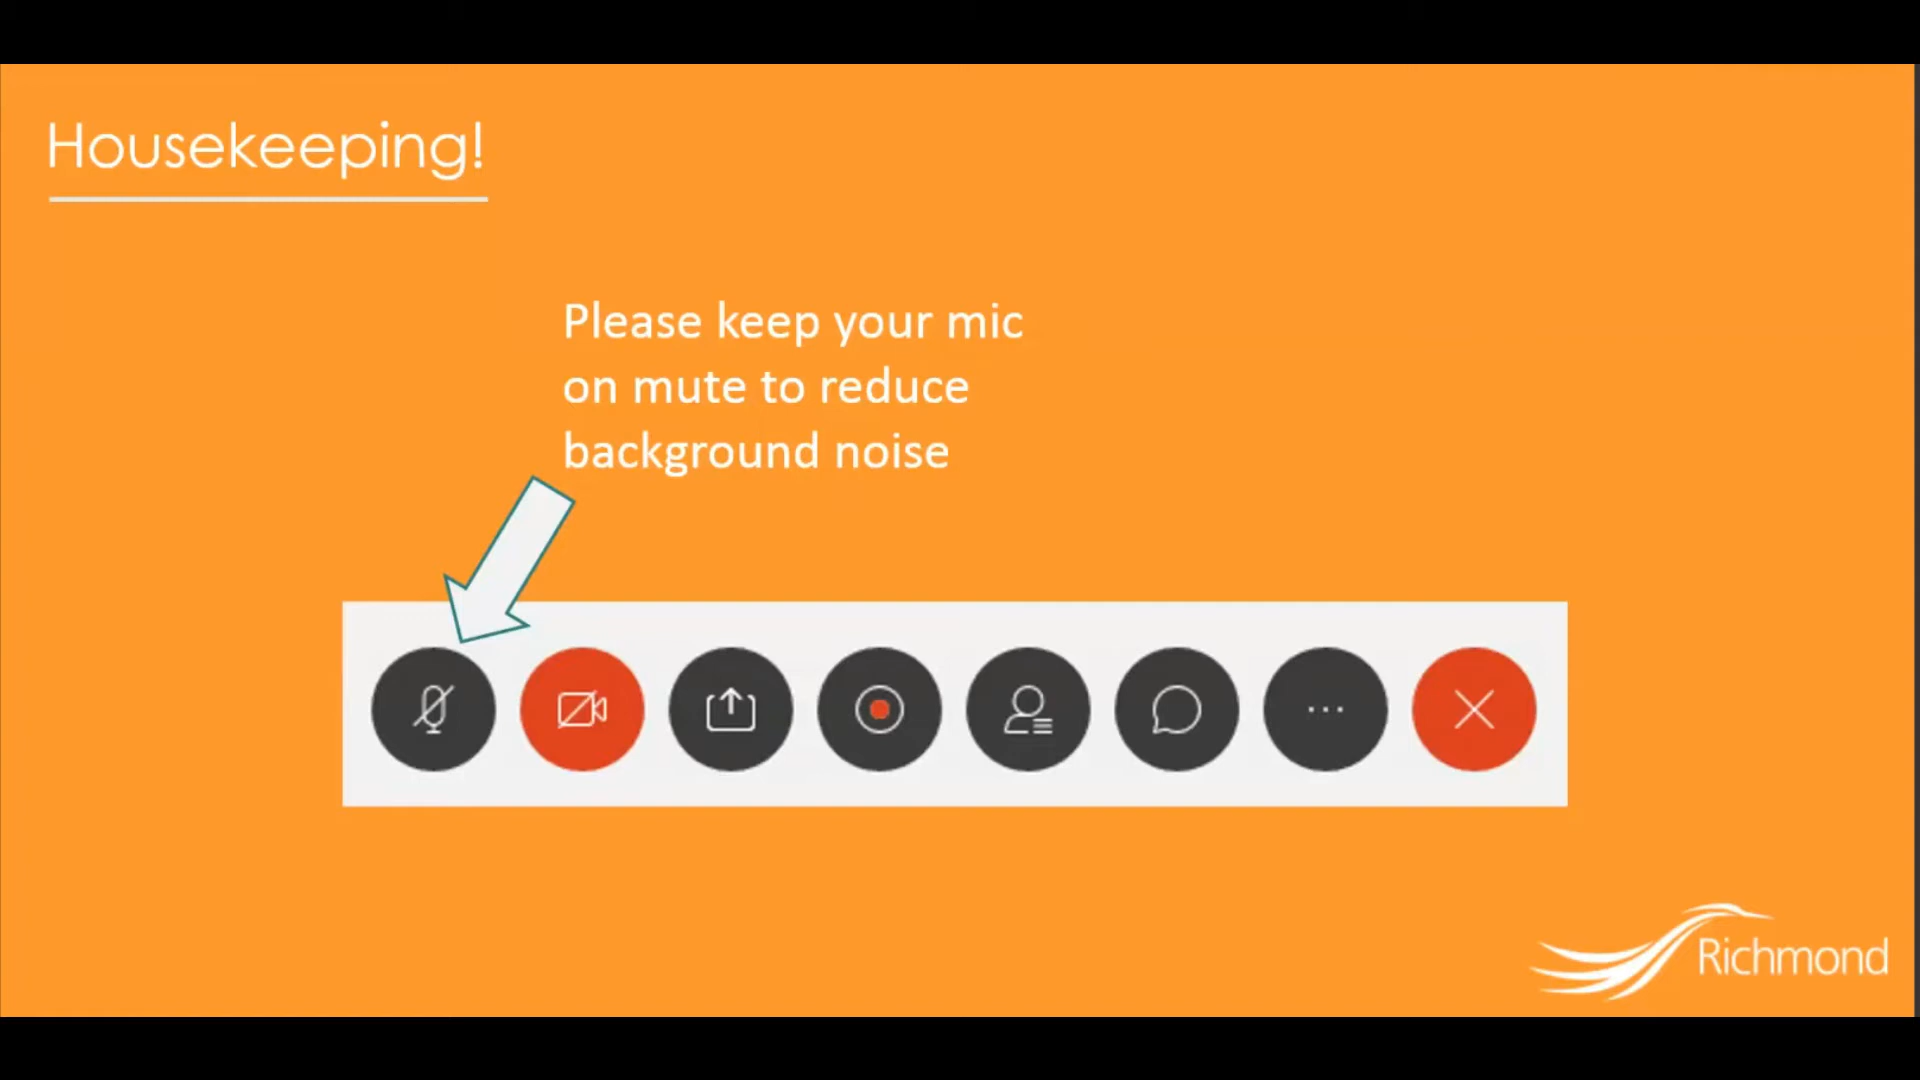 Housekeeping!
Please keep your mic
on mute to reduce
background noise
Richmond